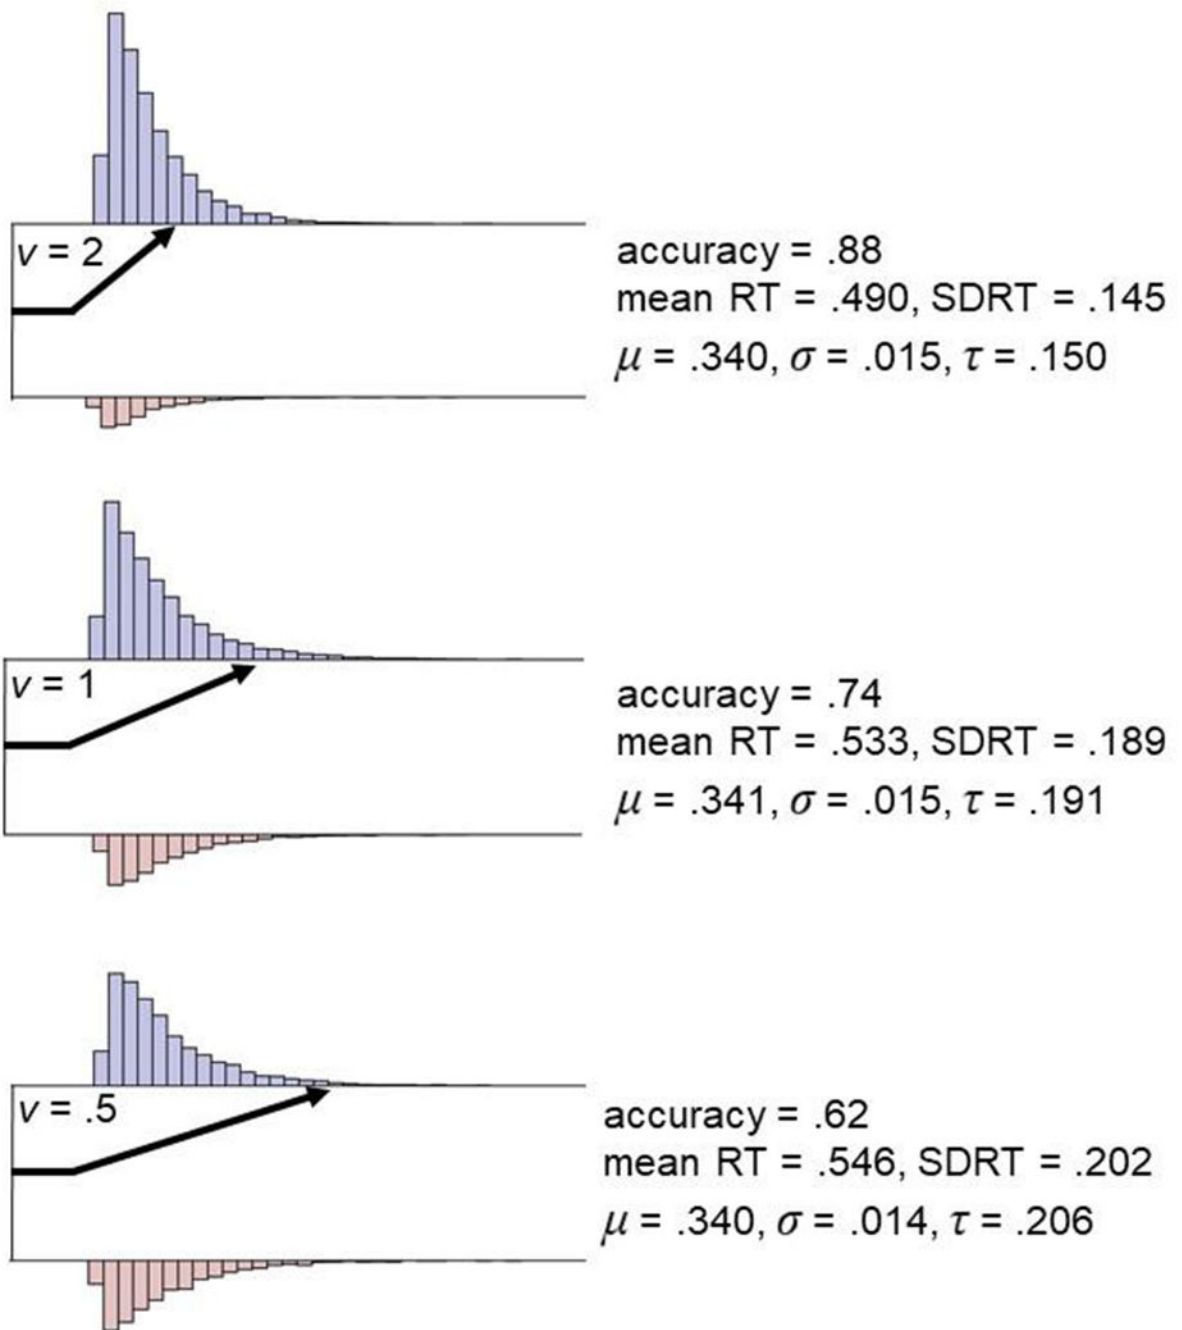 v = 2
accuracy = .88
mean RT = .490, SDRT = .145
μ = .340, σ = .015, τ = .150
v = 1
accuracy = .74
mean RT = .533, SDRT = .189
μ = .341, σ = .015, τ = .191
v = .5
accuracy = .62
mean RT = .546, SDRT = .202
μ = .340, σ = .014, τ = .206